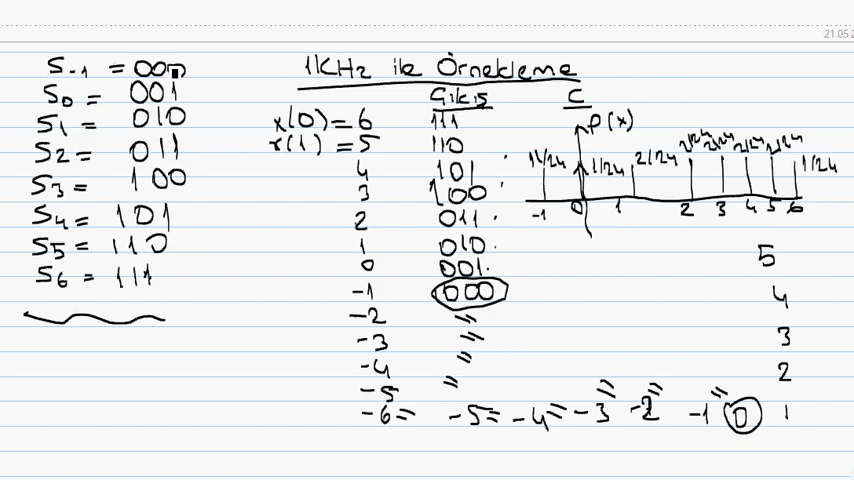 21.05.2
S-1 = 000
S0 = 001
S1 = 010
S2 = 011
S3 = 100
S4 = 101
S5 = 110
S6 = 111
1KHz ile Örnekleme
Çıkış C
x(0) = 6 111
x(1) = 5 110
4 101
3 100
2 011
1 010
0 001
-1 000
-2 "
-3 "
-4 "
-5 "
-6 = -5 = -4 = -3 -2 -1 0 1
P(x)
11/24 1/24 2/24 2/24 2/24 2/24 2/24 1/24
-1 0 1 2 3 4 5 6
5
4
3
2